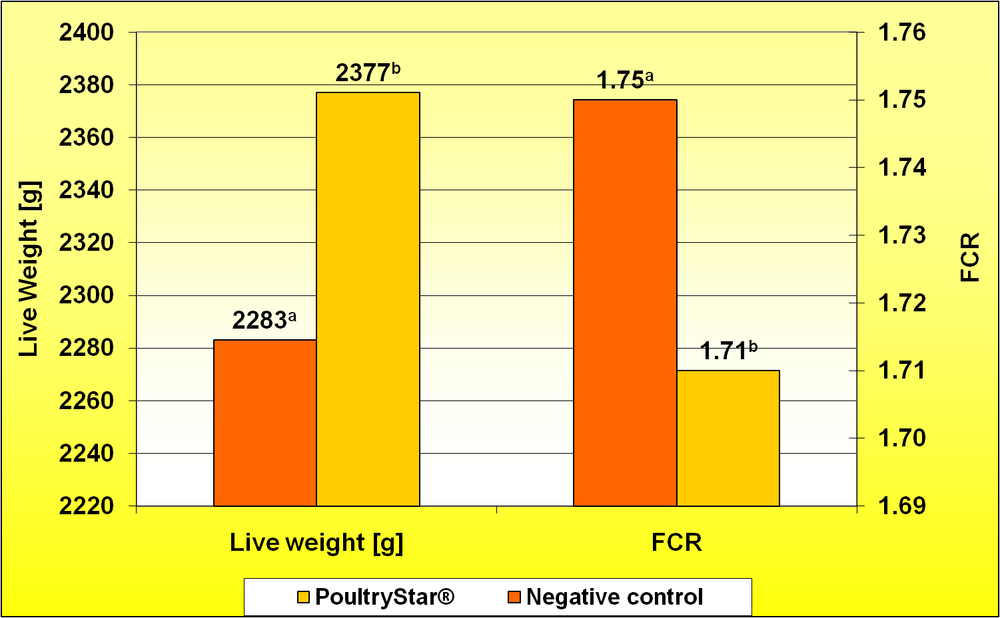 2400
2380
2360
2340
2320
2300
2280
2260
2240
2220
Live Weight [g]
2283ᵃ
2377ᵇ
1.75ᵃ
1.71ᵇ
1.76
1.75
1.74
1.73
1.72
1.71
1.70
1.69
FCR
Live weight [g]
FCR
PoultryStar®
Negative control